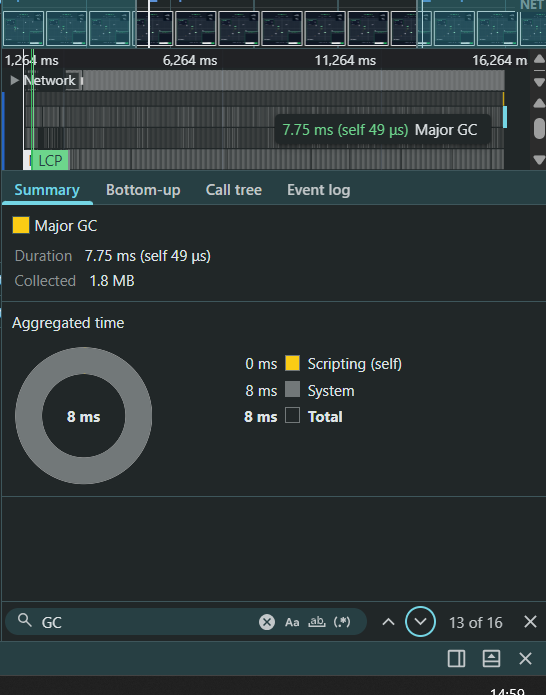 NET
1,264 ms 6,264 ms 11,264 ms 16,264 m
Network
7.75 ms (self 49 μs) Major GC
LCP
Summary Bottom-up Call tree Event log
Major GC
Duration 7.75 ms (self 49 μs)
Collected 1.8 MB
Aggregated time
0 ms Scripting (self)
8 ms System
8 ms
8 ms Total
GC Aa ab (.*) 13 of 16
14:59